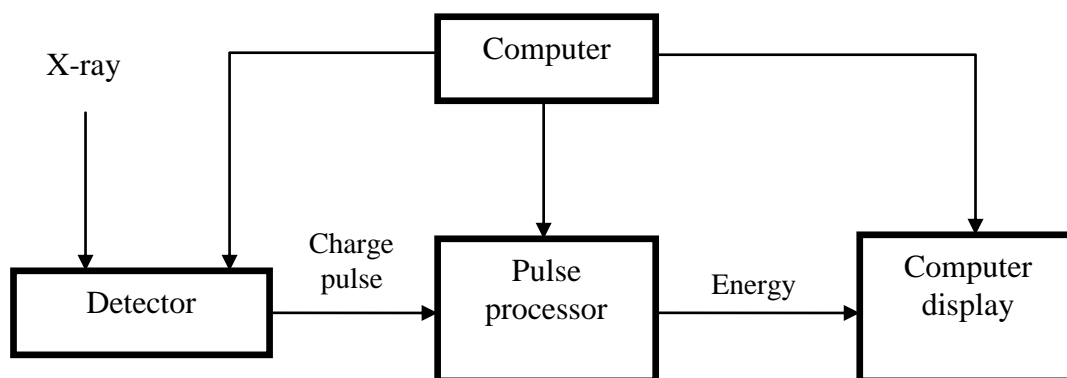 Computer
X-ray
Charge
pulse
Detector
Pulse
processor
Energy
Computer
display